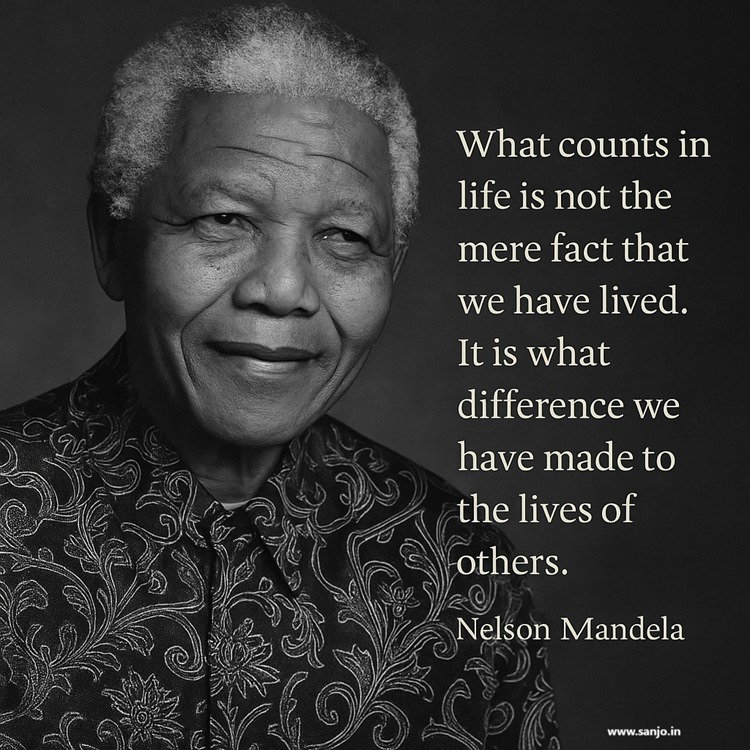 What counts in
life is not the
mere fact that
we have lived.
It is what
difference we
have made to
the lives of
others.
Nelson Mandela
www.sanjo.in